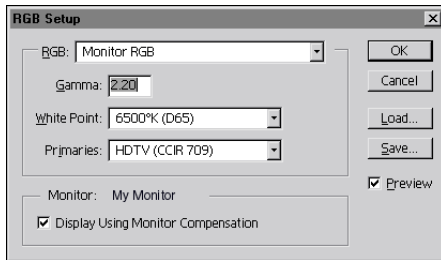 RGB Setup
RGB: Monitor RGB
OK
Gamma: 2.20
Cancel
White Point: 6500°K (D65)
Load...
Primaries: HDTV (CCIR 709)
Save...
Preview
Monitor: My Monitor
Display Using Monitor Compensation